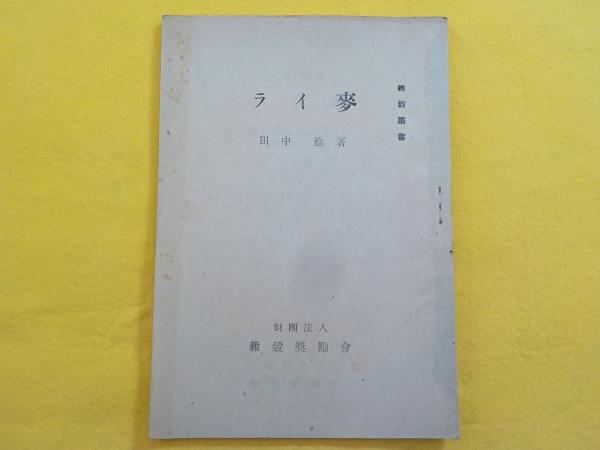 雜穀叢書
ライ麥
田中稔著
財團法人
雜穀奬勵會